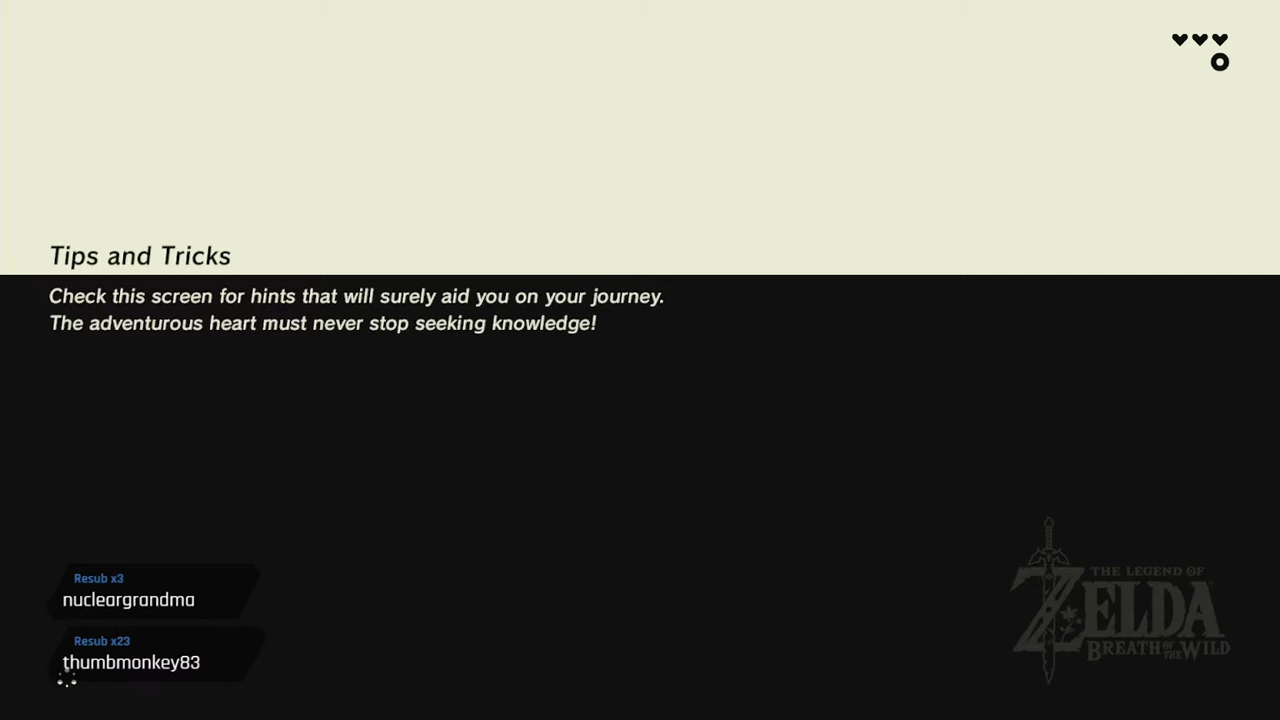 Tips and Tricks
Check this screen for hints that will surely aid you on your journey.
The adventurous heart must never stop seeking knowledge!
Resub x3
nucleargrandma
Resub x23
thumbmonkey83
THE LEGEND OF
ZELDA
BREATH OF THE WILD